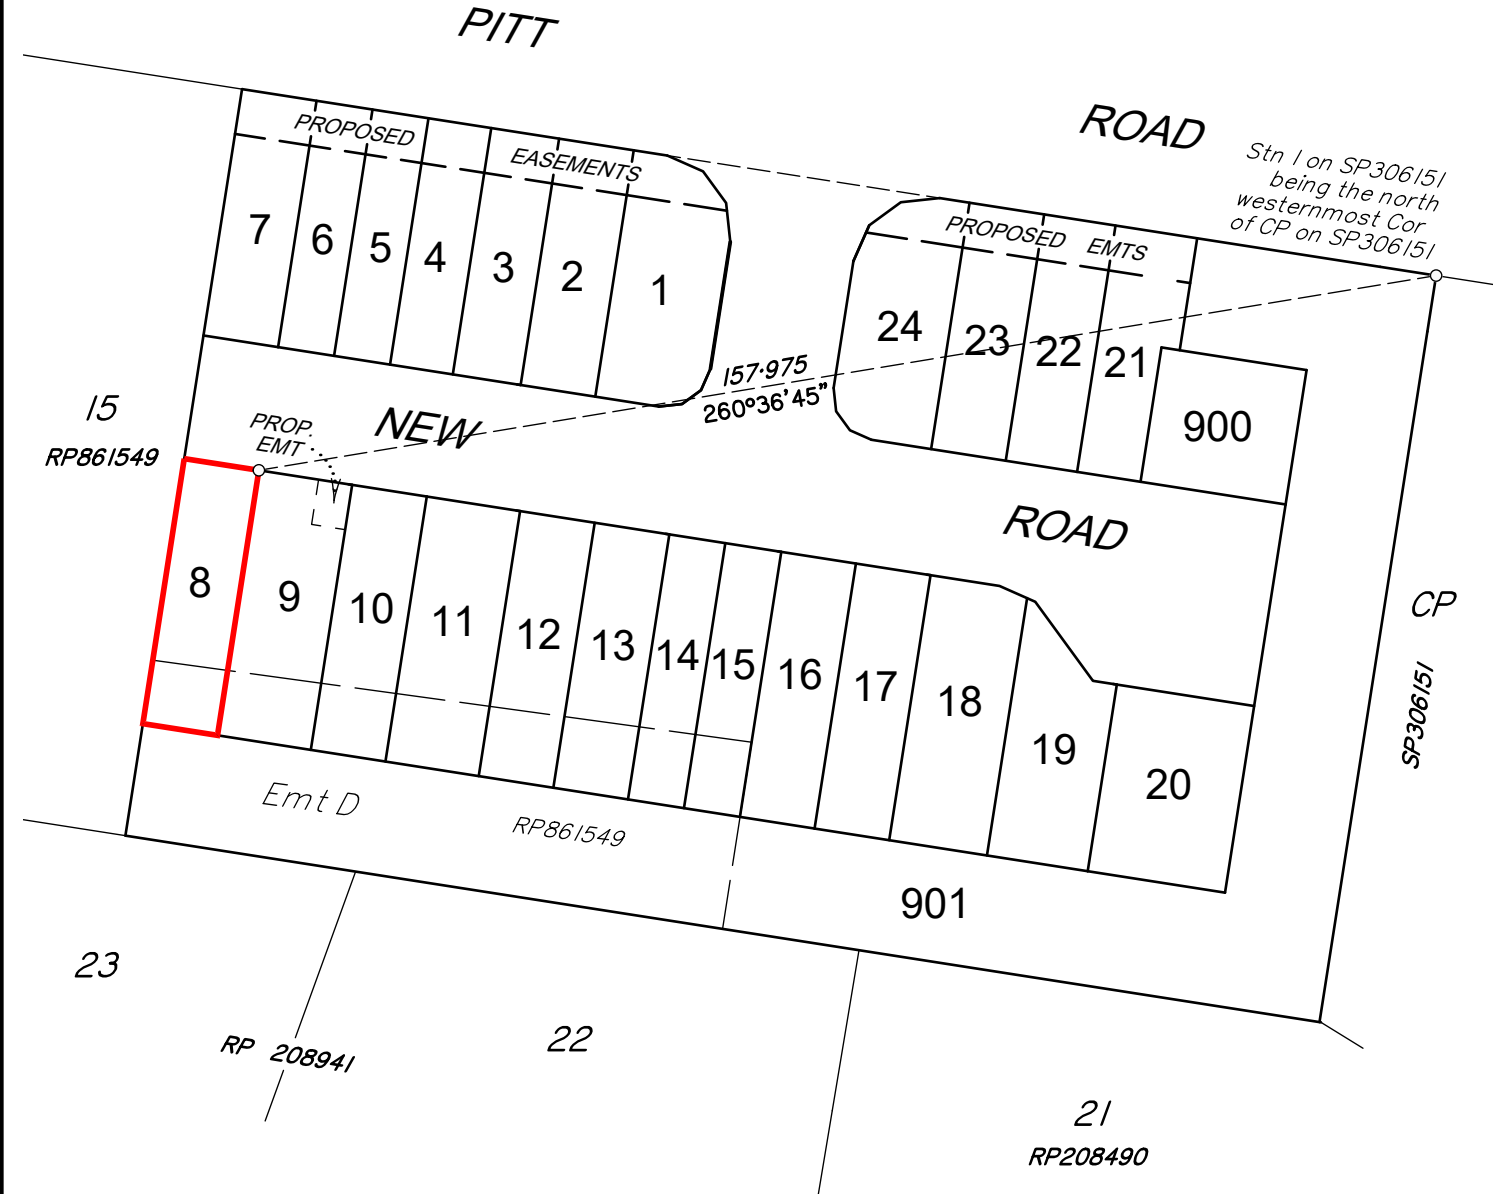 PITT
ROAD
Stn 1 on SP306151
being the north
westernmost Cor
of CP on SP306151
PROPOSED
EASEMENTS
PROPOSED EMTS
7
6
5
4
3
2
1
24
23
22
21
900
157·975
260°36'45"
15
RP861549
PROP.
EMT
NEW
ROAD
8
9
10
11
12
13
14
15
16
17
18
19
20
CP
SP306151
Emt D
RP861549
901
23
RP 208941
22
21
RP208490